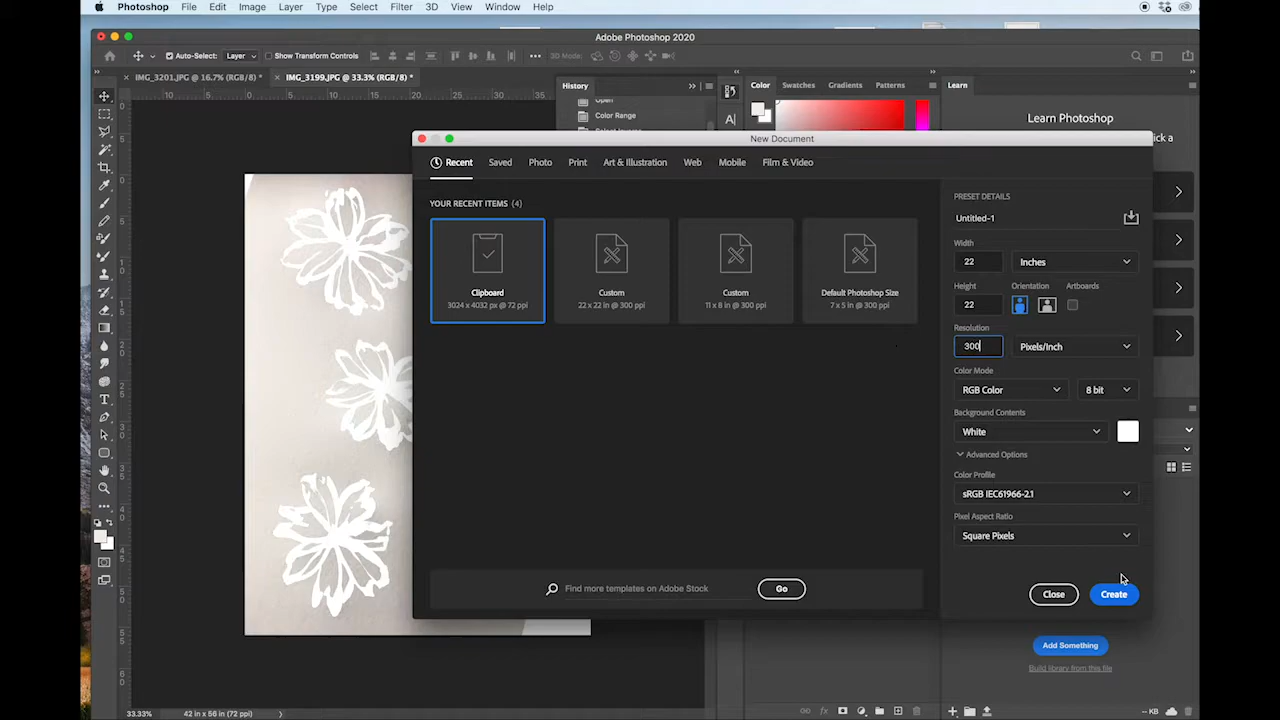 Photoshop File Edit Image Layer Type Select Filter 3D View Window Help
Adobe Photoshop 2020
Auto-Select: Layer Show Transform Controls 3D Mode:
IMG_3201.JPG @ 16.7% (RGB/8) * IMG_3199.JPG @ 33.3% (RGB/8) *
History Color Swatches Gradients Patterns Learn
Open
Color Range
Learn Photoshop
New Document
Recent Saved Photo Print Art & Illustration Web Mobile Film & Video
YOUR RECENT ITEMS (4)
Clipboard
3024 x 4032 px @ 72 ppi
Custom
22 x 22 in @ 300 ppi
Custom
11 x 6 in @ 300 ppi
Default Photoshop Size
7 x 5 in @ 300 ppi
PRESET DETAILS
Untitled-1
Width
22 Inches
Height Orientation Artboards
22
Resolution
300 Pixels/Inch
Color Mode
RGB Color 8 bit
Background Contents
White
Advanced Options
Color Profile
sRGB IEC61966-2.1
Pixel Aspect Ratio
Square Pixels
Find more templates on Adobe Stock Go
Close Create
Add Something
Build library from this file
33.33% 42 in x 56 in (72 ppi)
-- KB